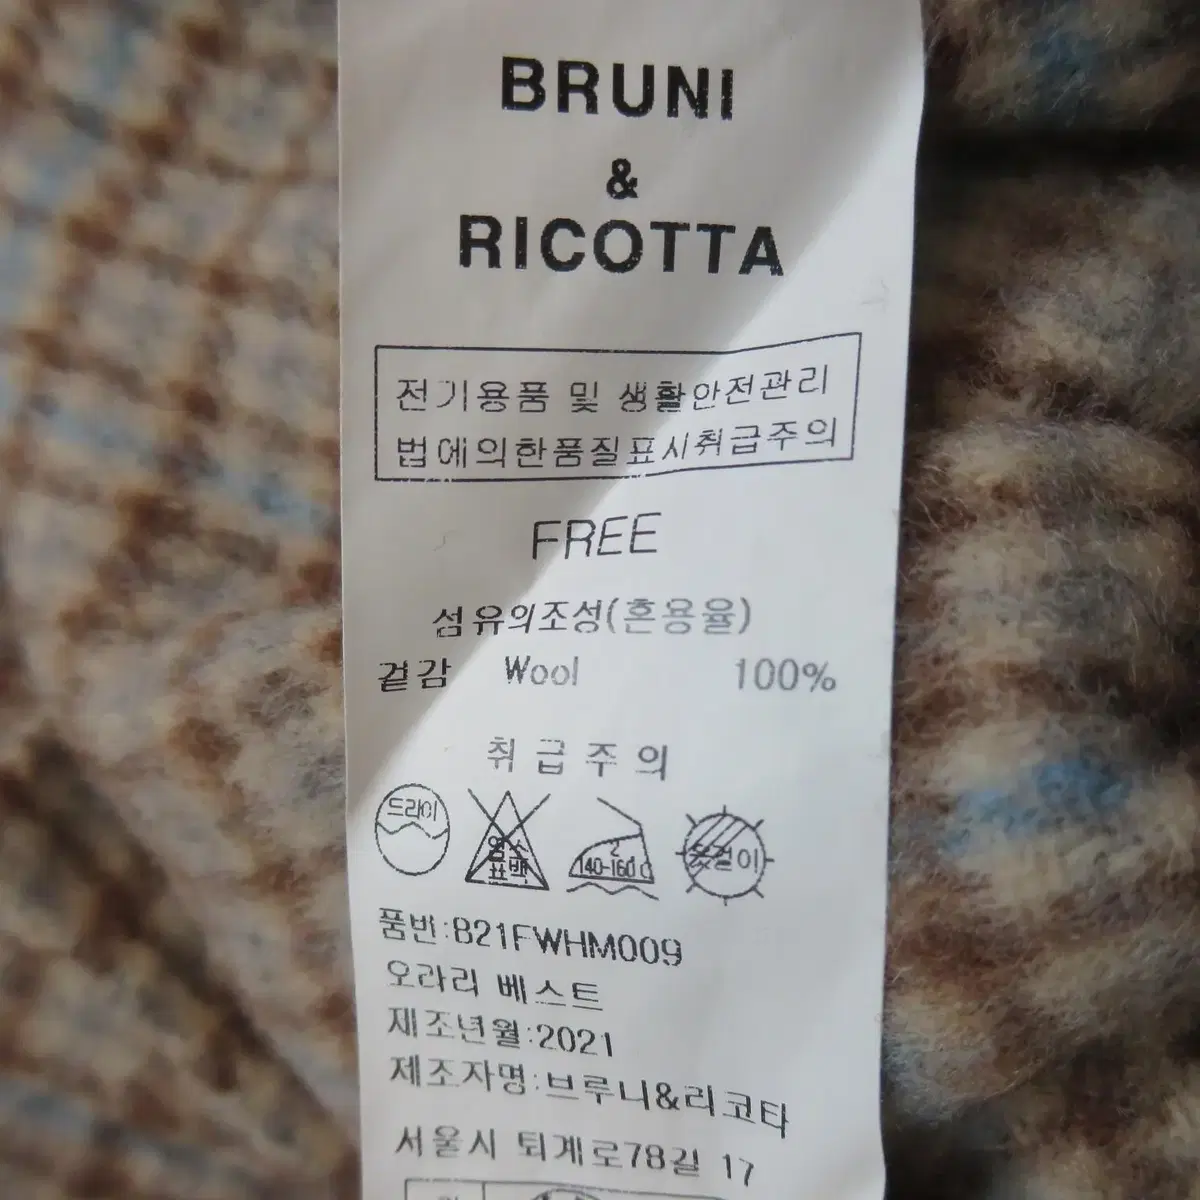 BRUNI
&
RICOTTA
전기용품 및 생활안전관리
법에의한품질표시취급주의
FREE
섬유의조성(혼용율)
겉감 Wool 100%
취급주의
드라이
염소
표백
2
140-160℃
옷걸이
품번:B21FWHM009
오라리 베스트
제조년월:2021
제조자명:브루니&리코타
서울시 퇴계로78길 17